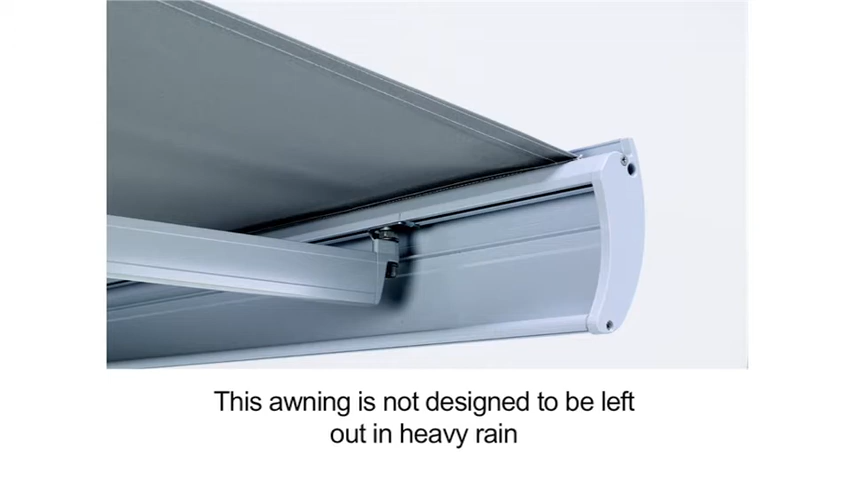 This awning is not designed to be left
out in heavy rain